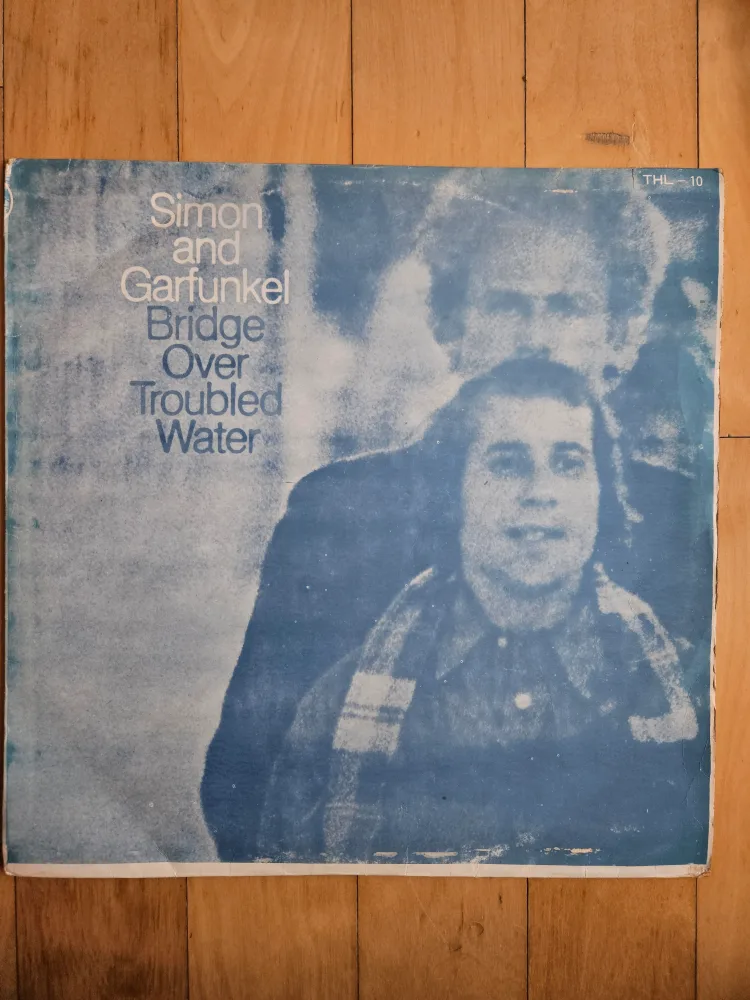 THL - 10
Simon
and
Garfunkel
Bridge
Over
Troubled
Water